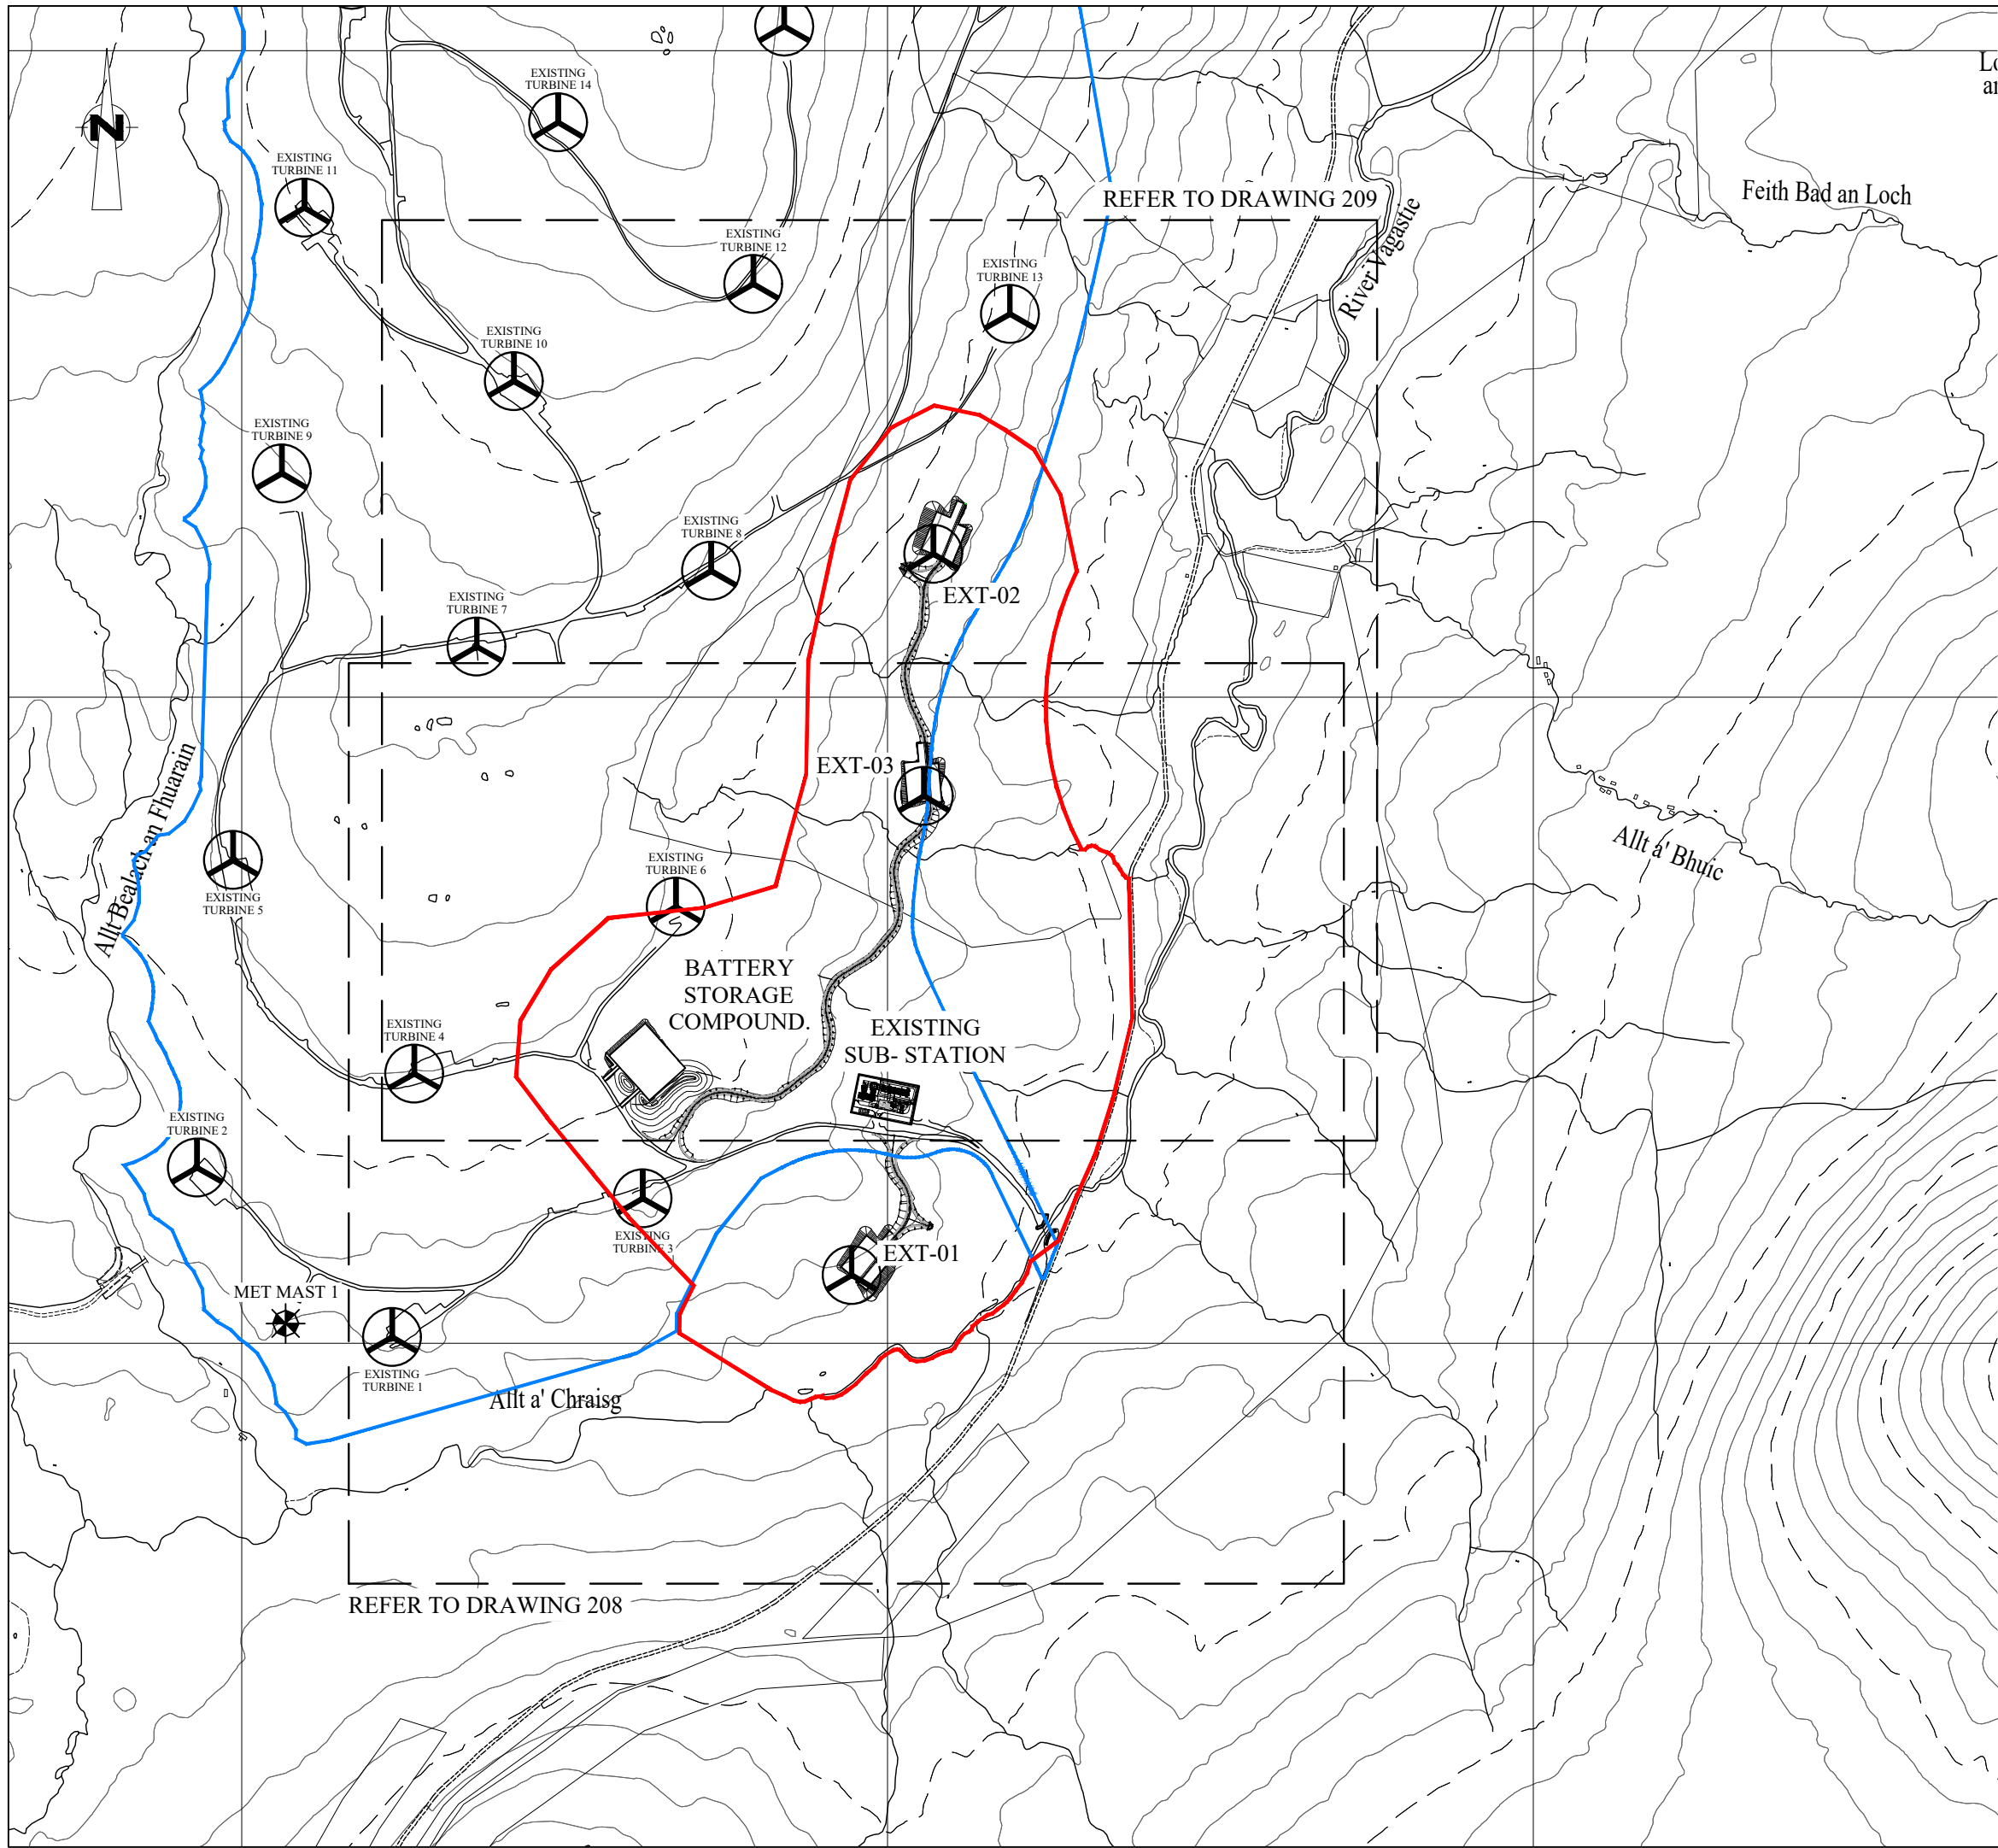 EXISTING
TURBINE 14
Lo
ar
N
EXISTING
TURBINE 11
REFER TO DRAWING 209
Feith Bad an Loch
EXISTING
TURBINE 12
River Vagastie
EXISTING
TURBINE 13
EXISTING
TURBINE 10
EXISTING
TURBINE 9
EXISTING
TURBINE 8
EXT-02
EXISTING
TURBINE 7
EXT-03
Allt Bealach an Fhuarain
Allt a' Bhuic
EXISTING
TURBINE 6
EXISTING
TURBINE 5
BATTERY
STORAGE
COMPOUND.
EXISTING
SUB- STATION
EXISTING
TURBINE 4
EXISTING
TURBINE 2
EXISTING
TURBINE 3
EXT-01
MET MAST 1
EXISTING
TURBINE 1
Allt a' Chraisg
REFER TO DRAWING 208